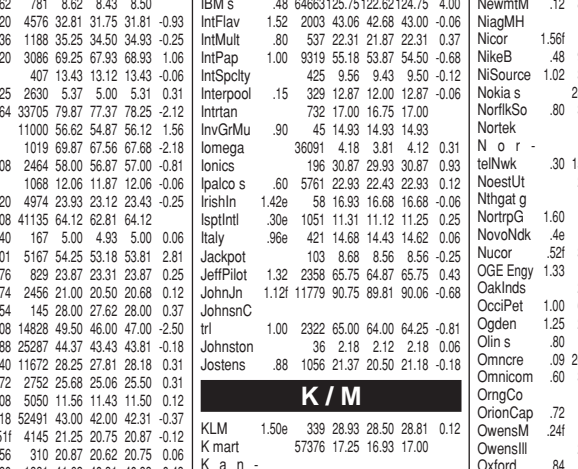 62 781 8.62 8.43 8.50
20 4576 32.81 31.75 31.81 -0.93
36 1188 35.25 34.50 34.93 -0.25
20 3086 69.25 67.93 68.93 1.06
407 13.43 13.12 13.43 -0.06
25 2630 5.37 5.00 5.31 0.31
64 33705 79.87 77.37 78.25 -2.12
11000 56.62 54.87 56.12 1.56
1019 69.87 67.56 67.68 -2.18
08 2464 58.00 56.87 57.00 -0.81
1068 12.06 11.87 12.06 -0.06
20 4974 23.93 23.12 23.43 -0.25
08 41135 64.12 62.81 64.12
40 167 5.00 4.93 5.00 0.06
01 5167 54.25 53.18 53.81 2.81
76 829 23.87 23.31 23.87 0.25
74 2456 21.00 20.50 20.68 0.12
54 145 28.00 27.62 28.00 0.37
08 14828 49.50 46.00 47.00 -2.50
88 25287 44.37 43.43 43.81 -0.18
40 11672 28.25 27.81 28.18 0.31
72 2752 25.68 25.06 25.50 0.31
08 5050 11.56 11.43 11.50 0.12
18 52491 43.00 42.00 42.31 -0.37
51f 4145 21.25 20.75 20.87 -0.12
56 310 20.87 20.62 20.75 0.06
IBM s .48 64663125.75122.62124.75 4.00
IntFlav 1.52 2003 43.06 42.68 43.00 -0.06
IntMult .80 537 22.31 21.87 22.31 0.37
IntPap 1.00 9319 55.18 53.87 54.50 -0.68
IntSpclty 425 9.56 9.43 9.50 -0.12
Interpool .15 329 12.87 12.00 12.87 -0.06
Intrtan 732 17.00 16.75 17.00
InvGrMu .90 45 14.93 14.93 14.93
Iomega 36091 4.18 3.81 4.12 0.31
Ionics 196 30.87 29.93 30.87 0.93
Ipalco s .60 5761 22.93 22.43 22.93 0.12
IrishIn 1.42e 58 16.93 16.68 16.68 -0.06
IsptIntl .30e 1051 11.31 11.12 11.25 0.25
Italy .96e 421 14.68 14.43 14.62 0.06
Jackpot 103 8.68 8.56 8.56 -0.25
JeffPilot 1.32 2358 65.75 64.87 65.75 0.43
JohnJn 1.12f 11779 90.75 89.81 90.06 -0.68
JohnsnC
trl 1.00 2322 65.00 64.00 64.25 -0.81
Johnston 36 2.18 2.12 2.18 0.06
Jostens .88 1056 21.37 20.50 21.18 -0.18
K / M
KLM 1.50e 339 28.93 28.50 28.81 0.12
K mart 57376 17.25 16.93 17.00
K a n -
NewmtM .12
NiagMH
Nicor 1.56f
NikeB .48
NiSource 1.02
Nokia s 2
NorflkSo .80
Nortek
N o r -
telNwk .30 1
NoestUt
Nthgat g
NortrpG 1.60
NovoNdk .4e
Nucor .52f
OGE Engy 1.33
OakInds
OcciPet 1.00
Ogden 1.25
Olin s .80
Omncre .09 2
Omnicom .60
OrngCo
OrionCap .72
OwensM .24f
OwensIll
Oxford .84